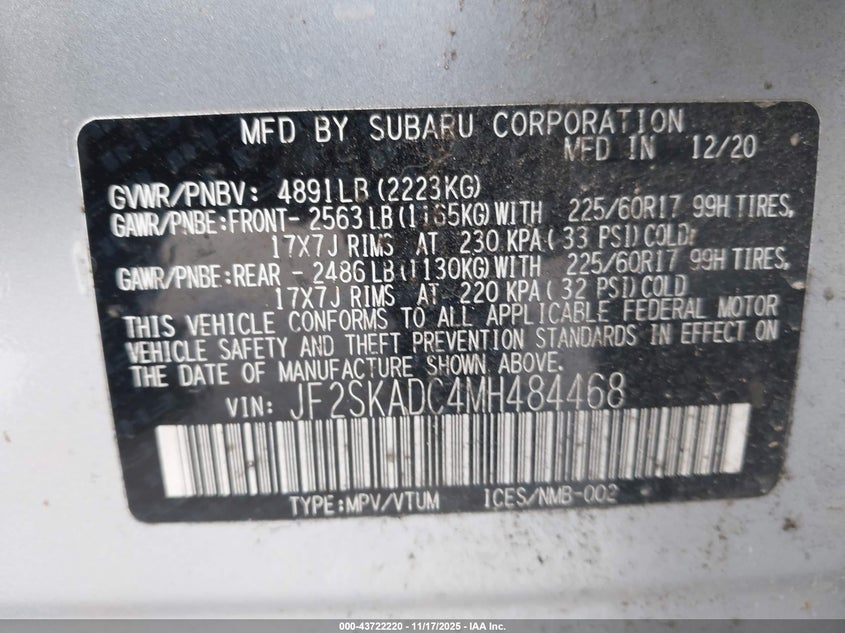 MFD BY SUBARU CORPORATION
MFD IN 12/20
GVWR/PNBV: 4891LB(2223KG)
GAWR/PNBE:FRONT- 2563LB(1165KG)WITH 225/60R17 99H TIRES,
17X7J RIMS AT 230 KPA(33 PSI)COLD
GAWR/PNBE:REAR - 2486LB(1130KG)WITH 225/60R17 99H TIRES,
17X7J RIMS AT 220 KPA(32 PSI)COLD
THIS VEHICLE CONFORMS TO ALL APPLICABLE FEDERAL MOTOR
VEHICLE SAFETY AND THEFT PREVENTION STANDARDS IN EFFECT ON
THE DATE OF MANUFACTURE SHOWN ABOVE.
VIN: JF2SKADC4MH484468
TYPE:MPV/VTUM ICES/NMB-002
000-43722220 - 11/17/2025 - IAA Inc.